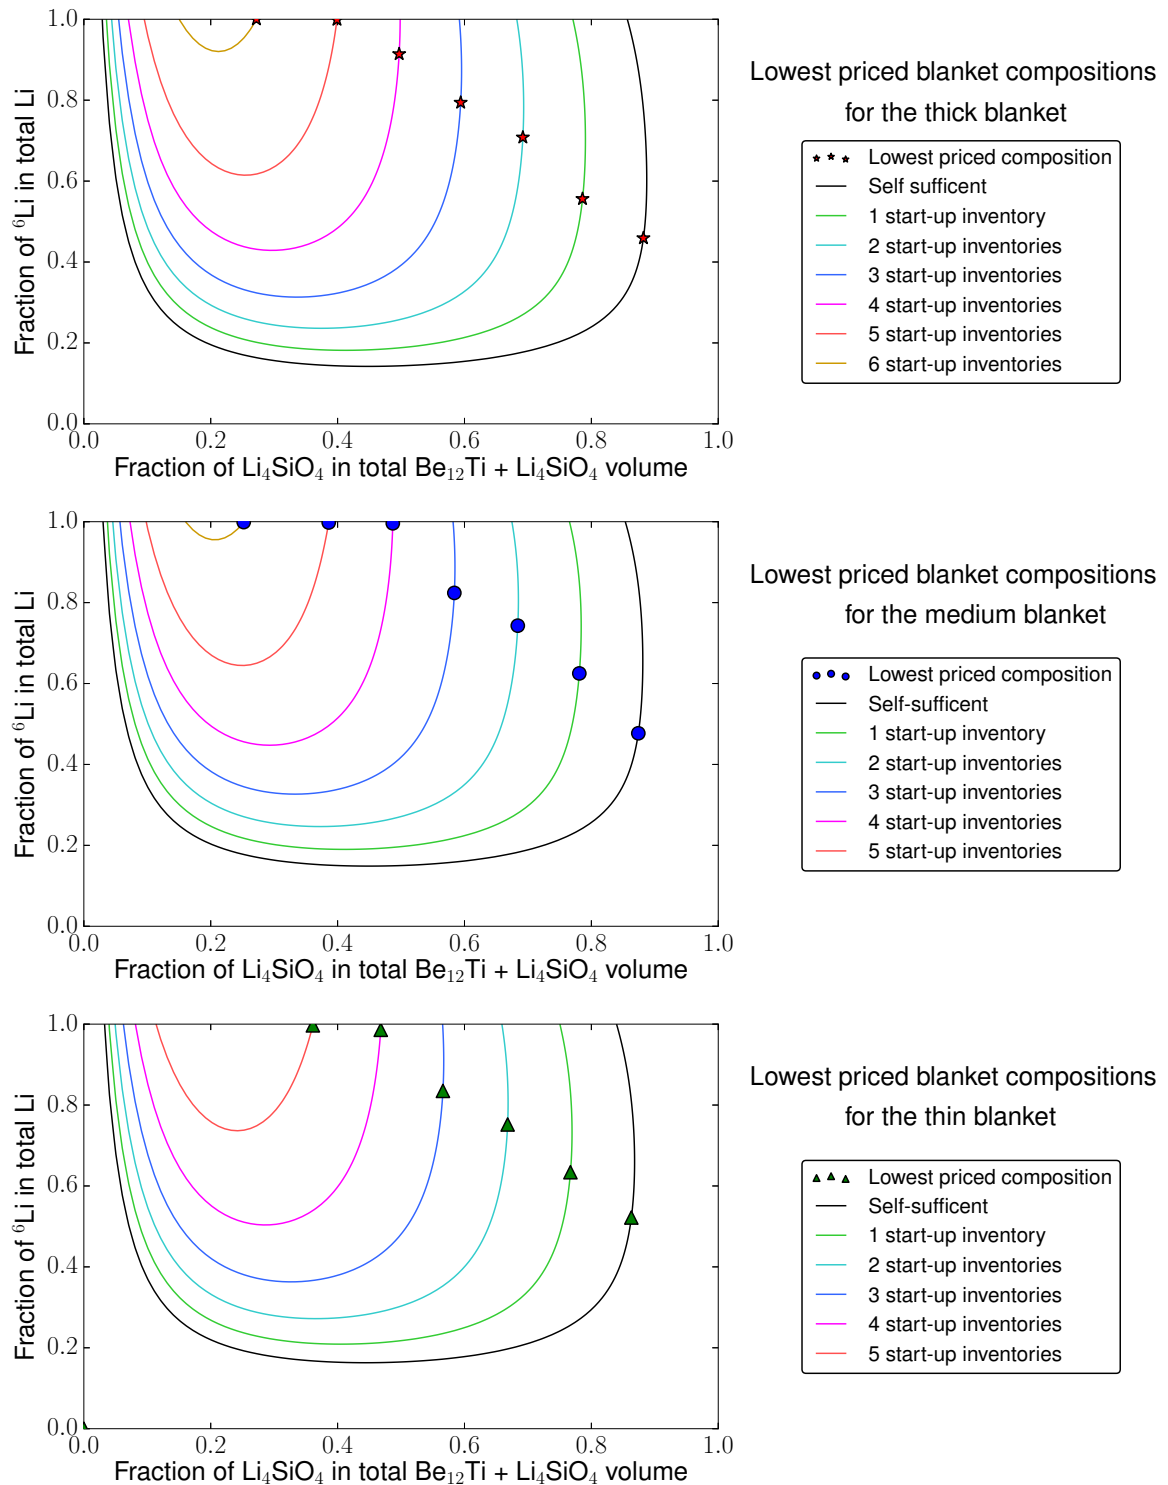 Lowest priced blanket compositions
for the thick blanket
Lowest priced composition
Self sufficent
1 start-up inventory
2 start-up inventories
3 start-up inventories
4 start-up inventories
5 start-up inventories
6 start-up inventories
Fraction of ⁶Li in total Li
1.0
0.8
0.6
0.4
0.2
0.0
0.0 0.2 0.4 0.6 0.8 1.0
Fraction of Li₄SiO₄ in total Be₁₂Ti + Li₄SiO₄ volume
Lowest priced blanket compositions
for the medium blanket
Lowest priced composition
Self-sufficent
1 start-up inventory
2 start-up inventories
3 start-up inventories
4 start-up inventories
5 start-up inventories
Fraction of ⁶Li in total Li
1.0
0.8
0.6
0.4
0.2
0.0
0.0 0.2 0.4 0.6 0.8 1.0
Fraction of Li₄SiO₄ in total Be₁₂Ti + Li₄SiO₄ volume
Lowest priced blanket compositions
for the thin blanket
Lowest priced composition
Self-sufficent
1 start-up inventory
2 start-up inventories
3 start-up inventories
4 start-up inventories
5 start-up inventories
Fraction of ⁶Li in total Li
1.0
0.8
0.6
0.4
0.2
0.0
0.0 0.2 0.4 0.6 0.8 1.0
Fraction of Li₄SiO₄ in total Be₁₂Ti + Li₄SiO₄ volume